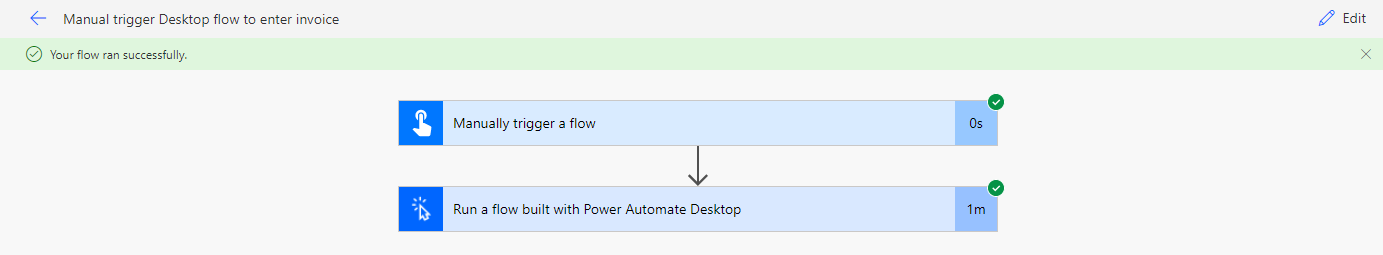 Manual trigger Desktop flow to enter invoice
Edit
Your flow ran successfully.
Manually trigger a flow
0s
Run a flow built with Power Automate Desktop
1m